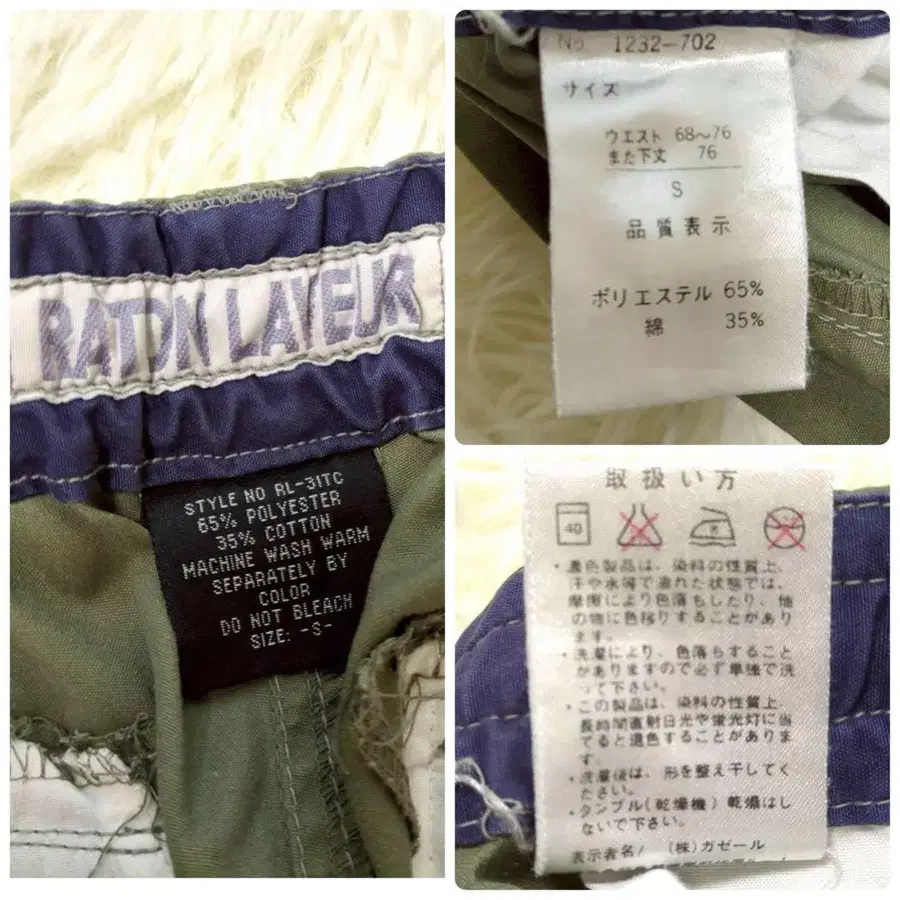 RATON LAVEUR
STYLE NO RL-31TC
65% POLYESTER
35% COTTON
MACHINE WASH WARM
SEPARATELY BY
COLOR
DO NOT BLEACH
SIZE: -S-
No. 1232-702
サイズ
ウエスト 68〜76
また下丈 76
S
品質表示
ポリエステル 65%
綿 35%
取扱い方
40
・濃色製品は、染料の性質上、
汗や水等で濡れた状態では、
摩擦により色落ちしたり、他
の物に色移りすることがあり
ます。
・洗濯により、色落ちすること
がありますので必ず単独で洗
って下さい。
・この製品は、染料の性質上、
長時間直射日光や蛍光灯に当
てると退色することがありま
す。
・洗濯後は、形を整え干してく
ださい。
・タンブル(乾燥機)乾燥はし
ないで下さい。
表示者名/ (株)ガゼール